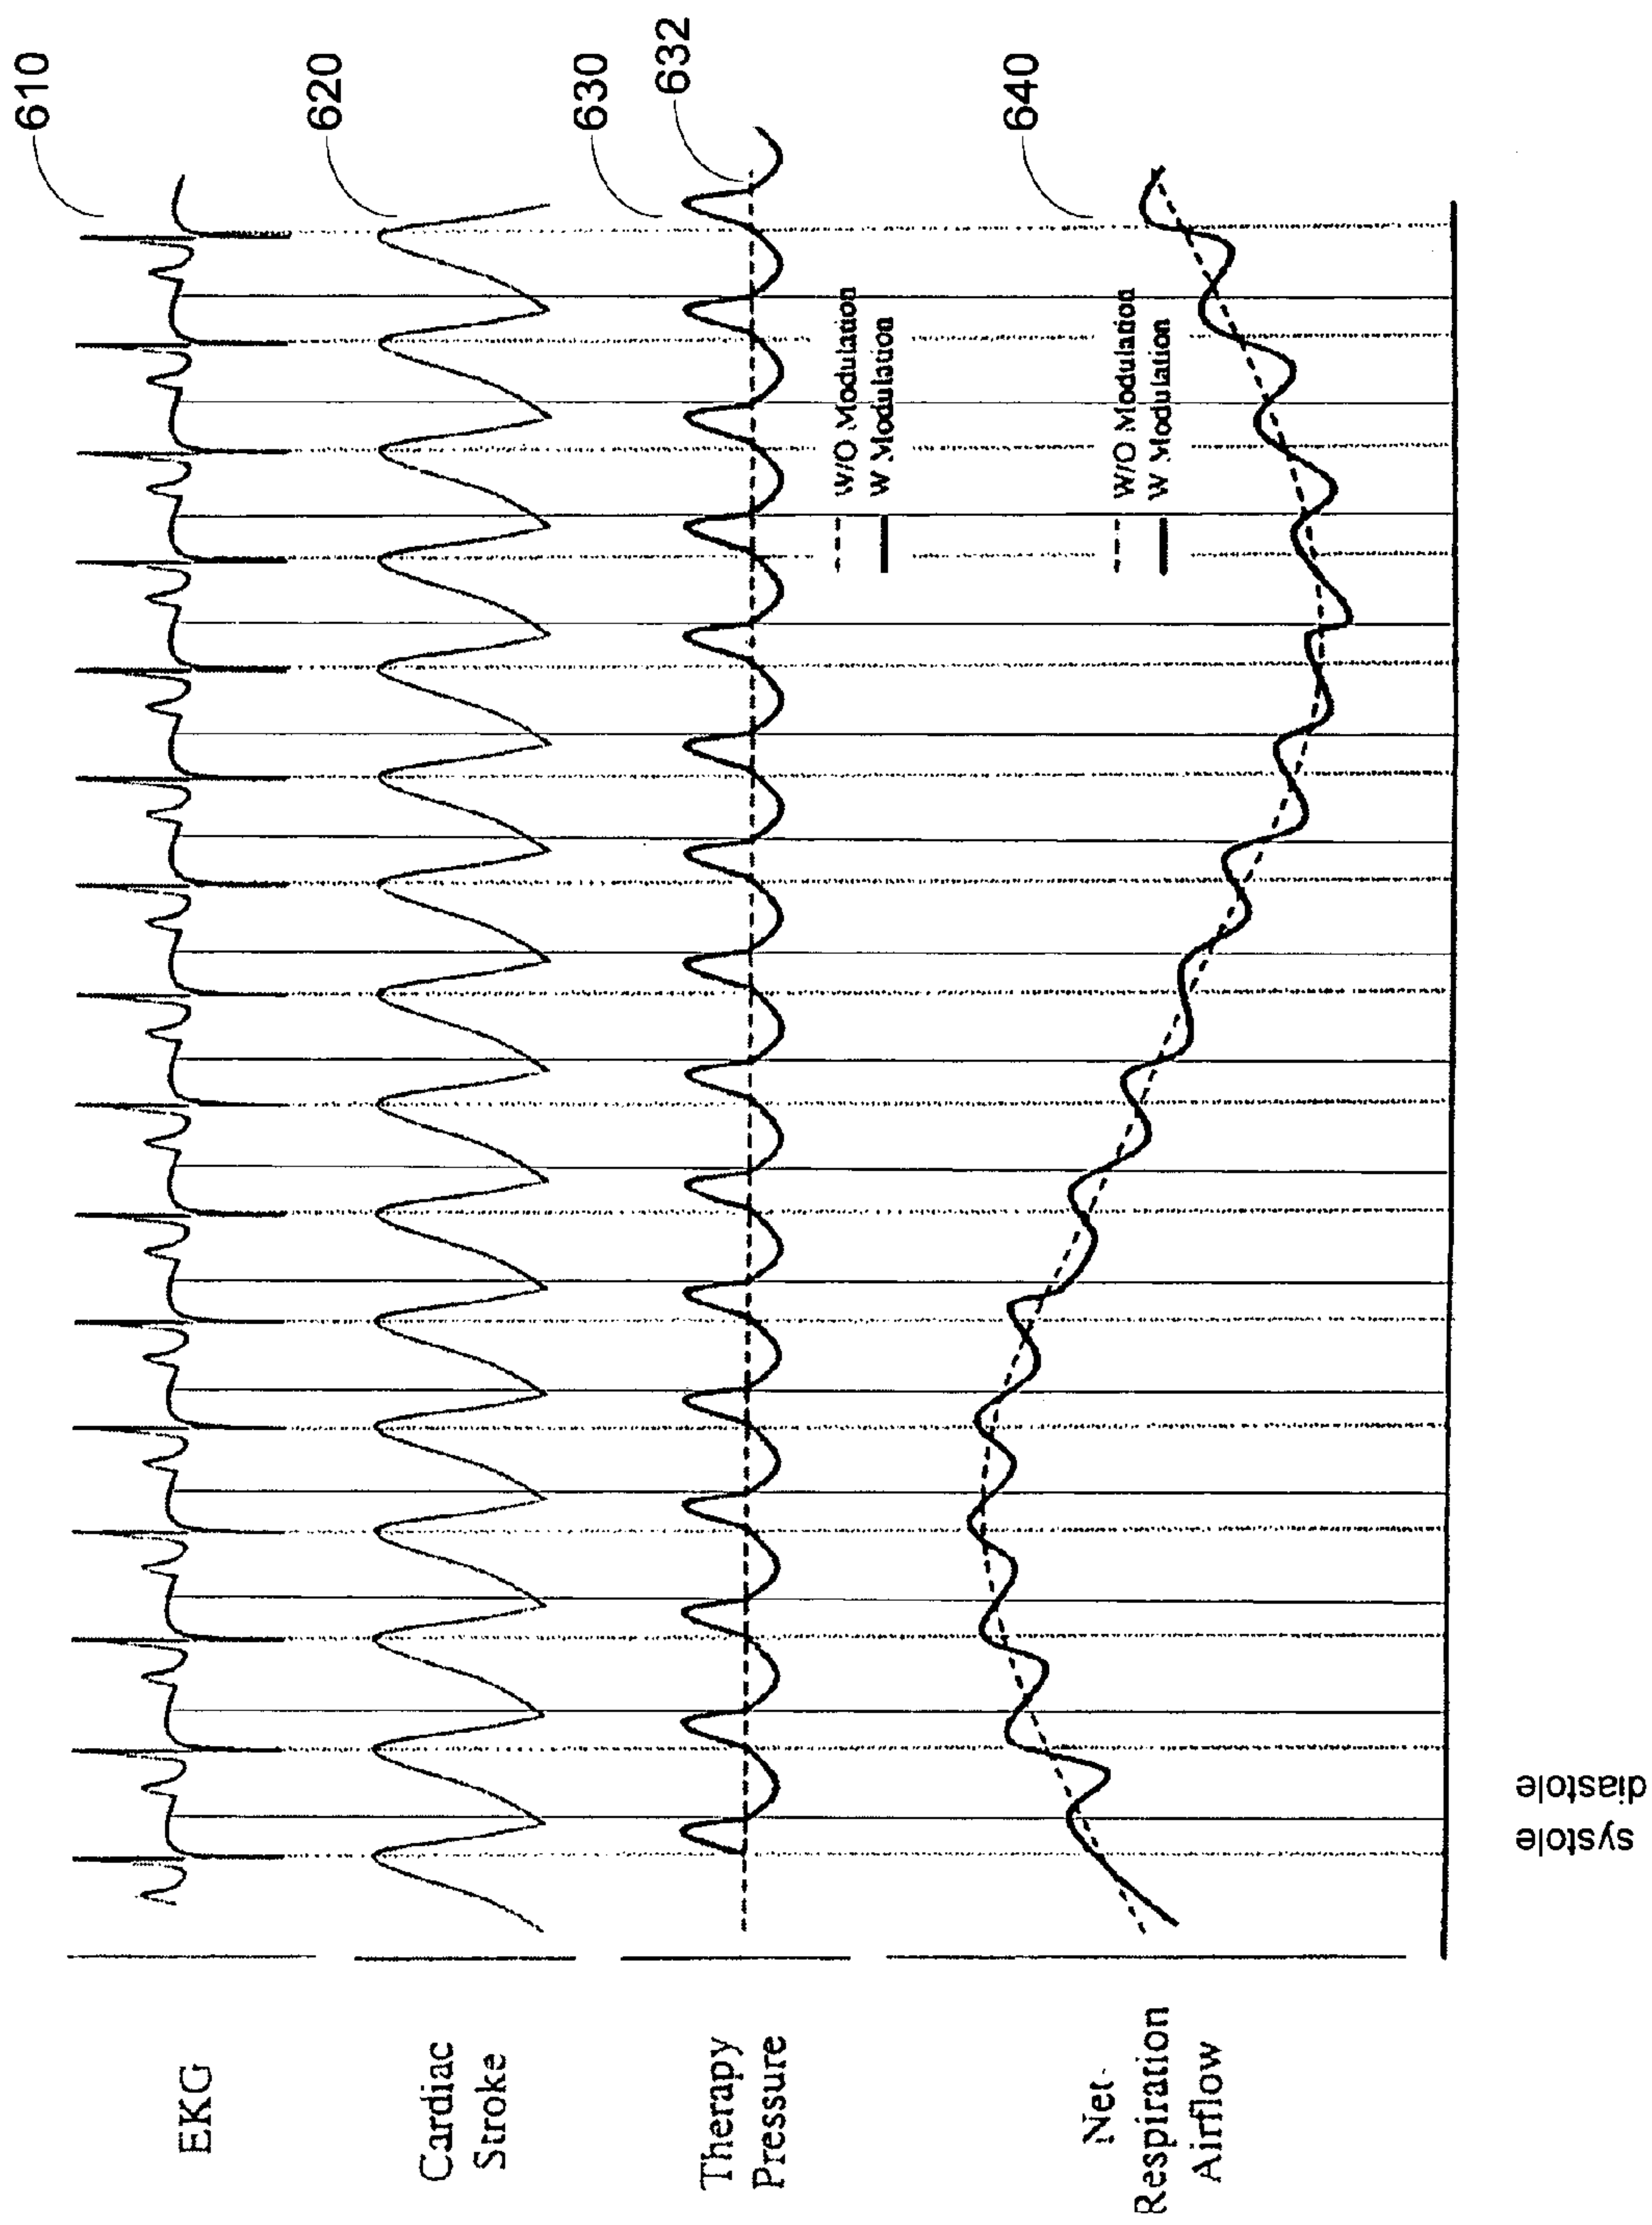 610
620
630
632
640
EKG
Cardiac
Stroke
Therapy
Pressure
W/O Modulation
W Modulation
Net
Respiration
Airflow
W/O Modulation
W Modulation
systole
diastole